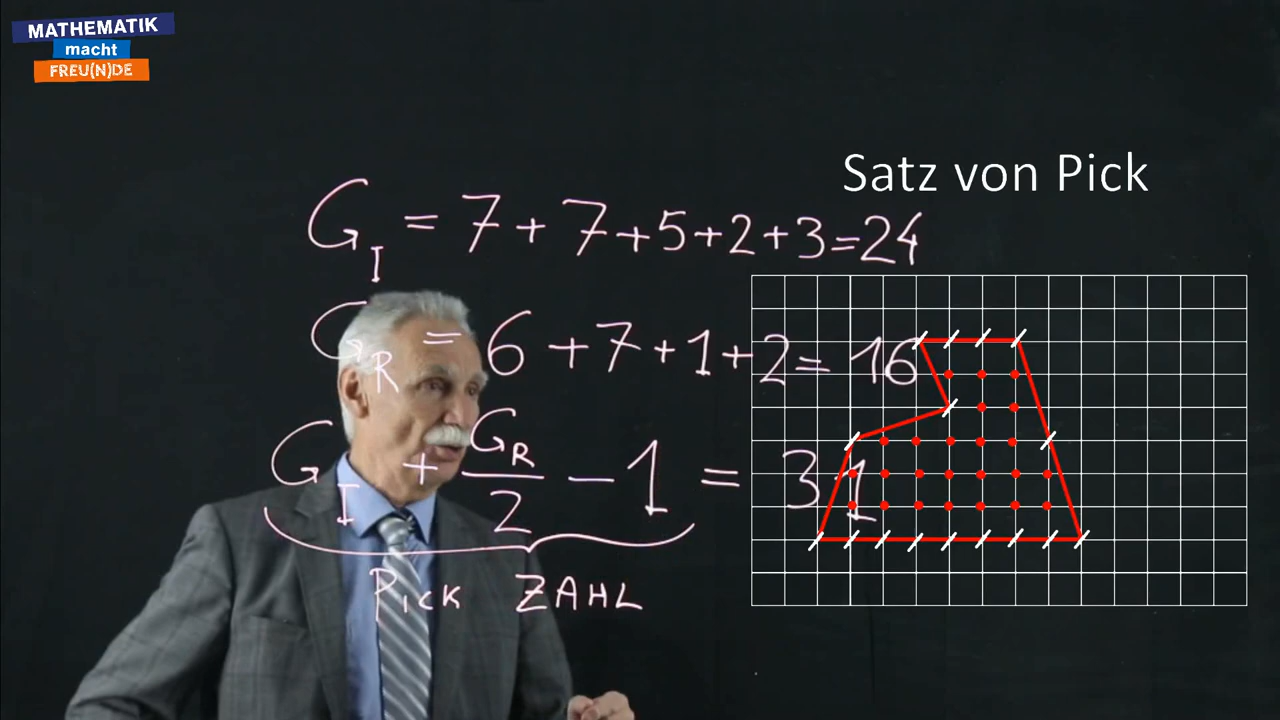 MATHEMATIK
macht
FREU(N)DE
Satz von Pick
G_I = 7 + 7 + 5 + 2 + 3 = 24
G_R = 6 + 7 + 1 + 2 = 16
G_I + G_R/2 - 1 = 31
PICK ZAHL